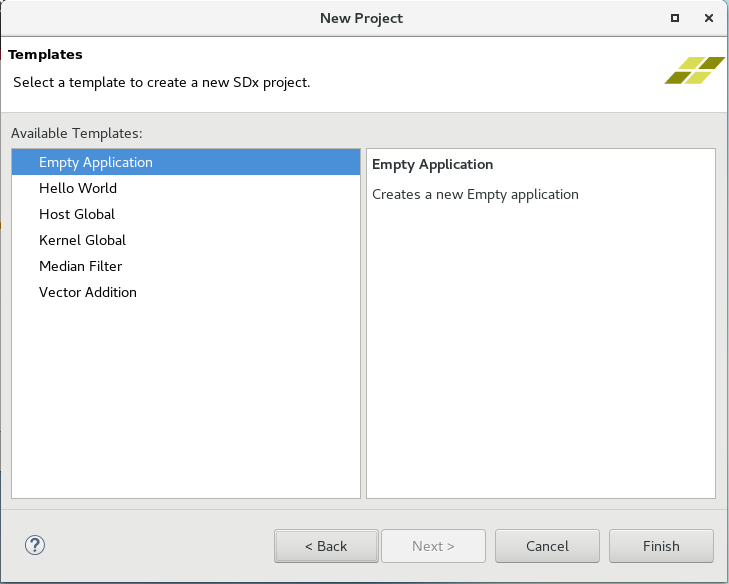 New Project
Templates
Select a template to create a new SDx project.
Available Templates:
Empty Application
Hello World
Host Global
Kernel Global
Median Filter
Vector Addition
Empty Application
Creates a new Empty application
< Back
Next >
Cancel
Finish